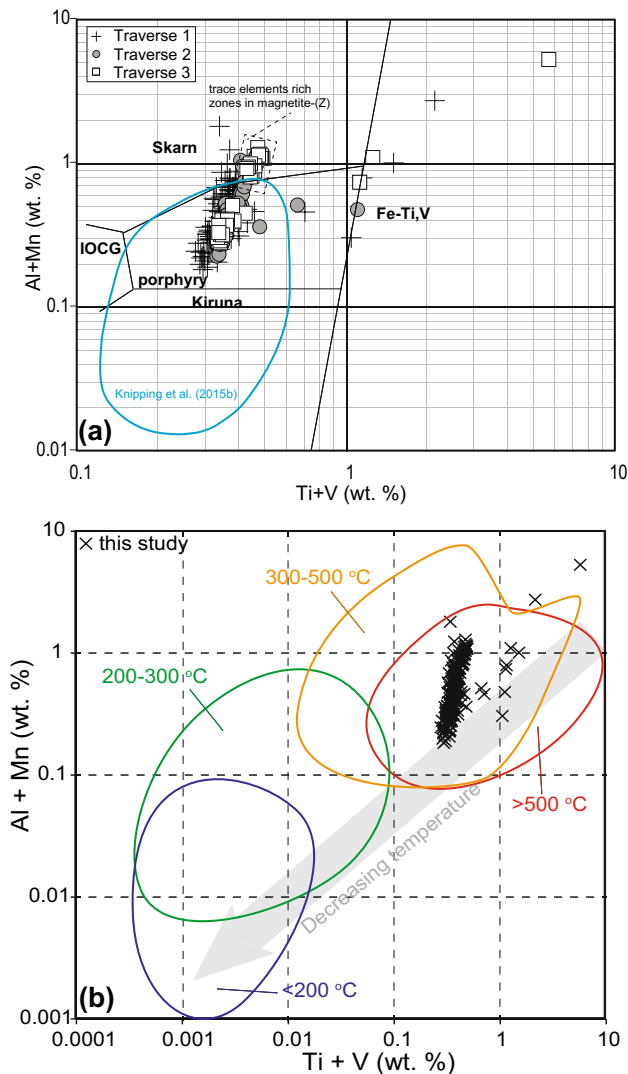 10
Traverse 1
Traverse 2
Traverse 3
trace elements rich
zones in magnetite-(Z)
Skarn
1
Al+Mn (wt. %)
Fe-Ti,V
IOCG
porphyry
Kiruna
0.1
Knipping et al. (2015b)
(a)
0.01
0.1
1
10
Ti+V (wt. %)
10
this study
300-500 °C
1
200-300 °C
Al + Mn (wt. %)
0.1
>500 °C
Decreasing temperature
0.01
(b)
<200 °C
0.001
0.0001
0.001
0.01
0.1
1
10
Ti + V (wt. %)